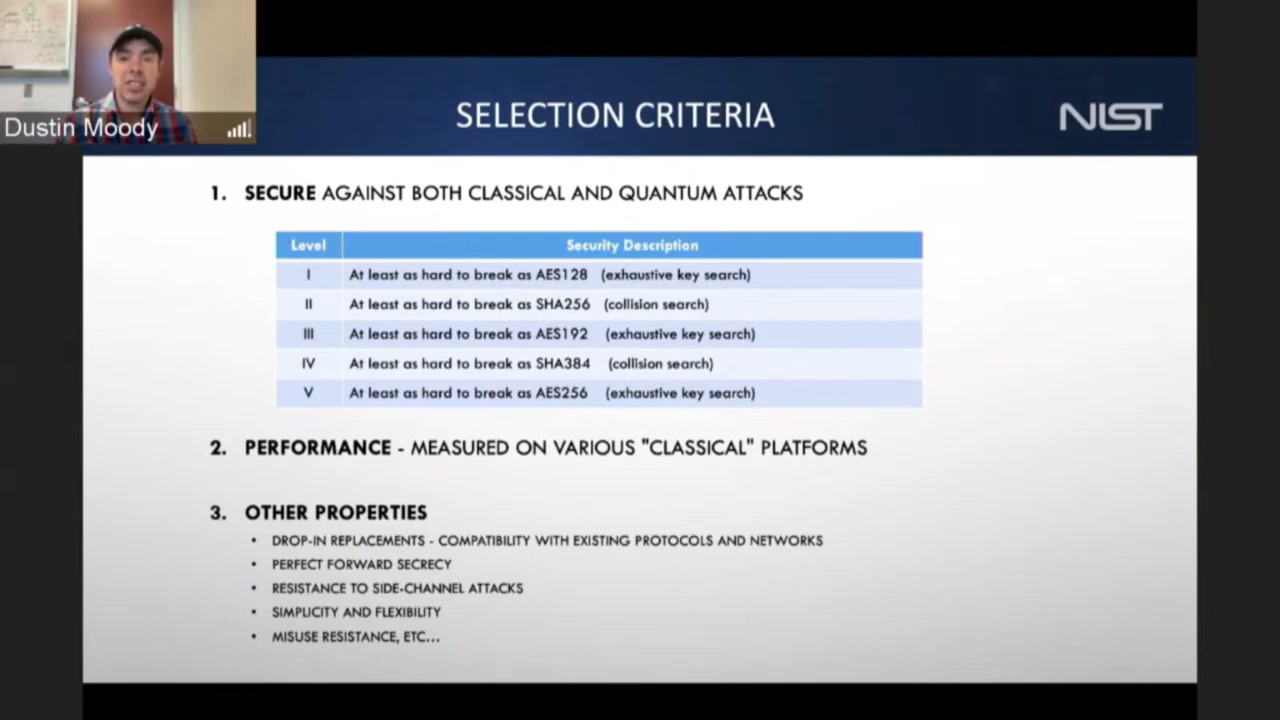 Dustin Moody
SELECTION CRITERIA
NIST
1. SECURE AGAINST BOTH CLASSICAL AND QUANTUM ATTACKS
Level Security Description
I At least as hard to break as AES128 (exhaustive key search)
II At least as hard to break as SHA256 (collision search)
III At least as hard to break as AES192 (exhaustive key search)
IV At least as hard to break as SHA384 (collision search)
V At least as hard to break as AES256 (exhaustive key search)
2. PERFORMANCE - MEASURED ON VARIOUS "CLASSICAL" PLATFORMS
3. OTHER PROPERTIES
• DROP-IN REPLACEMENTS - COMPATIBILITY WITH EXISTING PROTOCOLS AND NETWORKS
• PERFECT FORWARD SECRECY
• RESISTANCE TO SIDE-CHANNEL ATTACKS
• SIMPLICITY AND FLEXIBILITY
• MISUSE RESISTANCE, ETC...